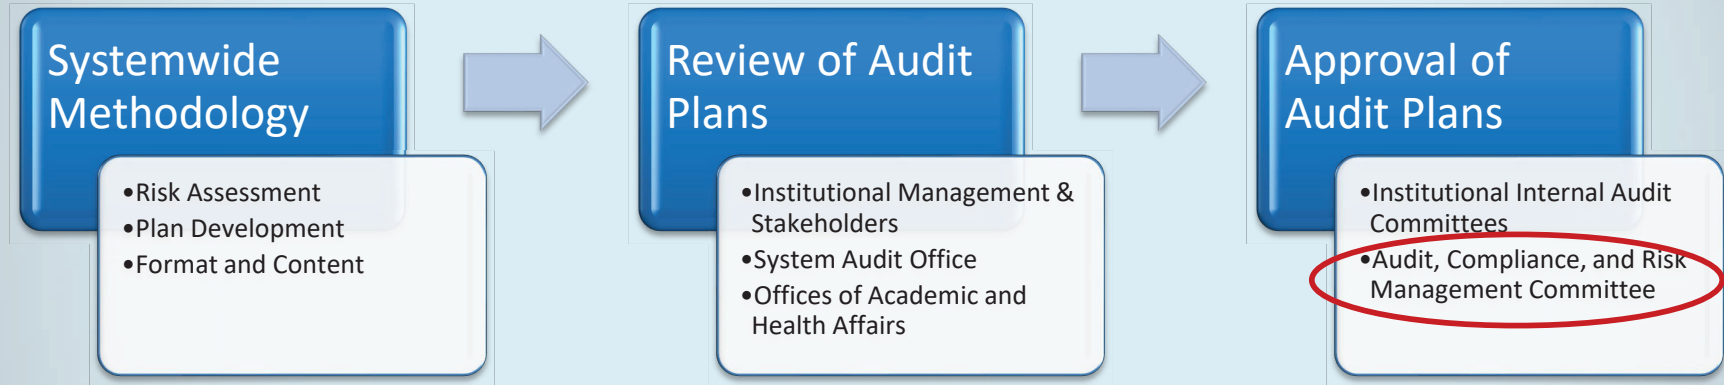 Systemwide
Methodology
•Risk Assessment
•Plan Development
•Format and Content
Review of Audit
Plans
•Institutional Management &
Stakeholders
•System Audit Office
•Offices of Academic and
Health Affairs
Approval of
Audit Plans
•Institutional Internal Audit
Committees
•Audit, Compliance, and Risk
Management Committee